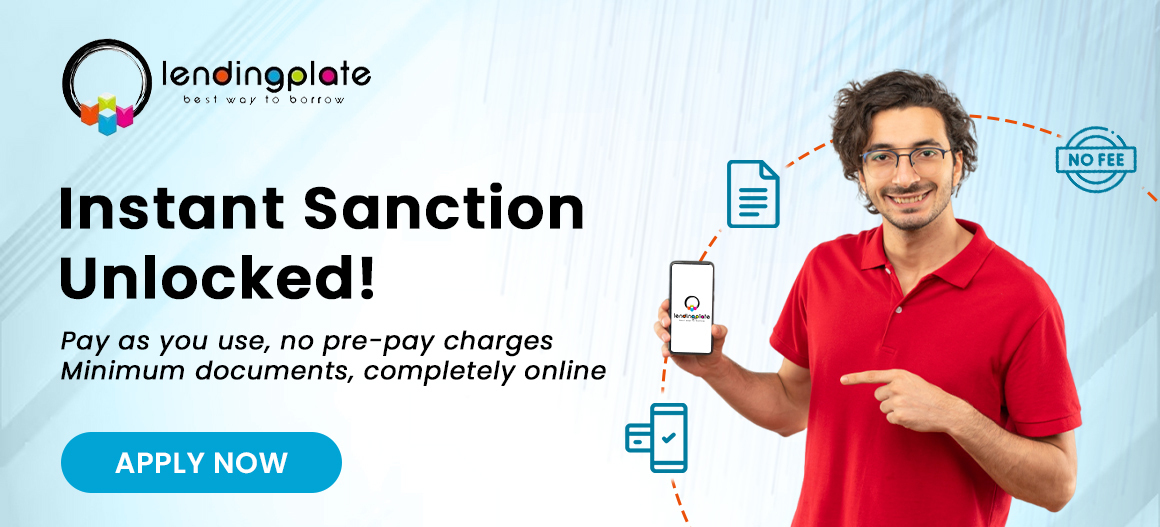 lendingplate
best way to borrow
Instant Sanction
Unlocked!
Pay as you use, no pre-pay charges
Minimum documents, completely online
APPLY NOW
NO FEE
lendingplate